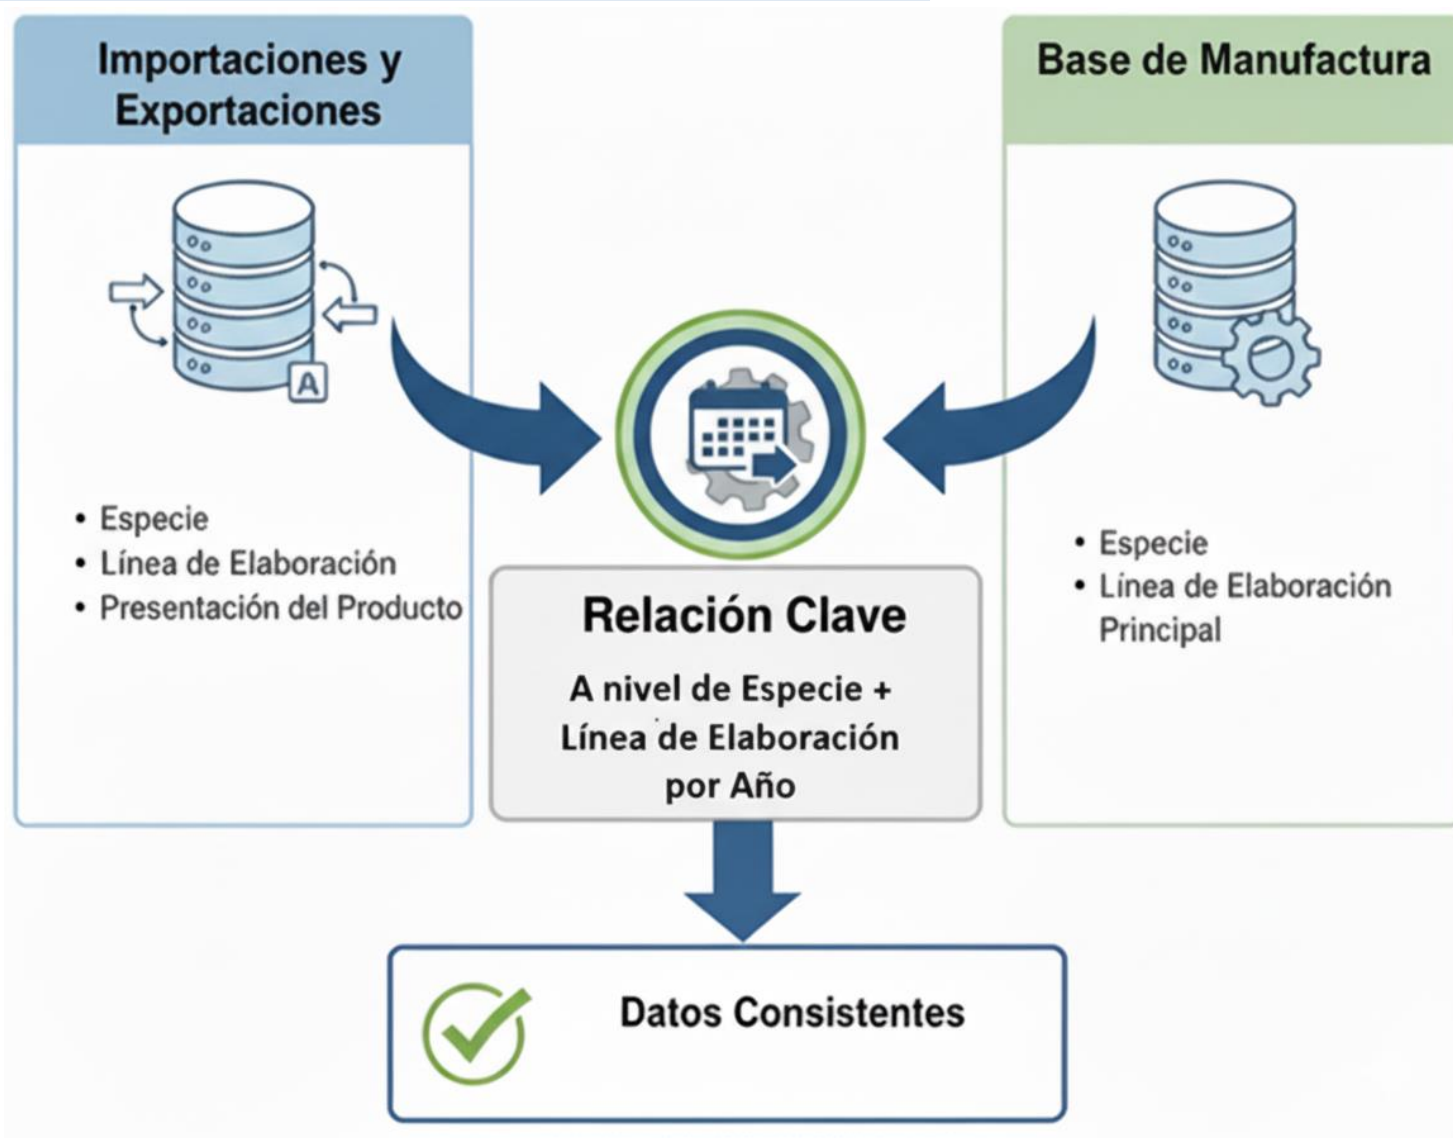 Importaciones y
Exportaciones
A
• Especie
• Línea de Elaboración
• Presentación del Producto
Base de Manufactura
• Especie
• Línea de Elaboración
Principal
Relación Clave
A nivel de Especie +
Línea de Elaboración
por Año
Datos Consistentes